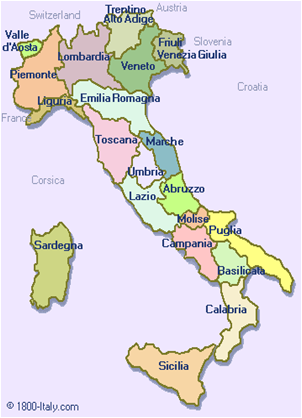 Switzerland
Austria
Trentino
Alto Adige
Valle
d'Aosta
Friuli
Venezia Giulia
Slovenia
Lombardia
Veneto
Piemonte
Croatia
Liguria
Emilia Romagna
France
Toscana
Marche
Umbria
Corsica
Abruzzo
Lazio
Molise
Puglia
Sardegna
Campania
Basilicata
Calabria
Sicilia
© 1800-Italy.com